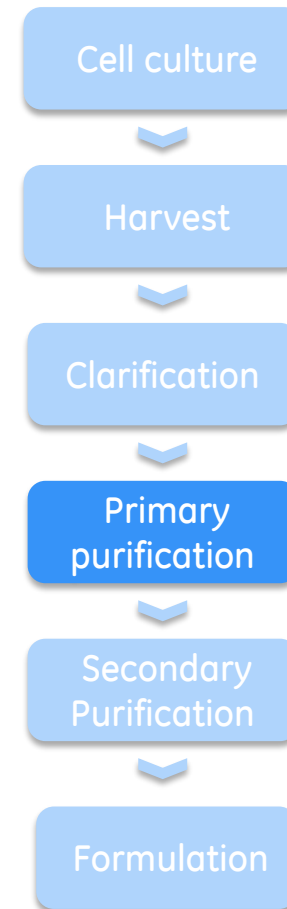 Cell culture
Harvest
Clarification
Primary
purification
Secondary
Purification
Formulation